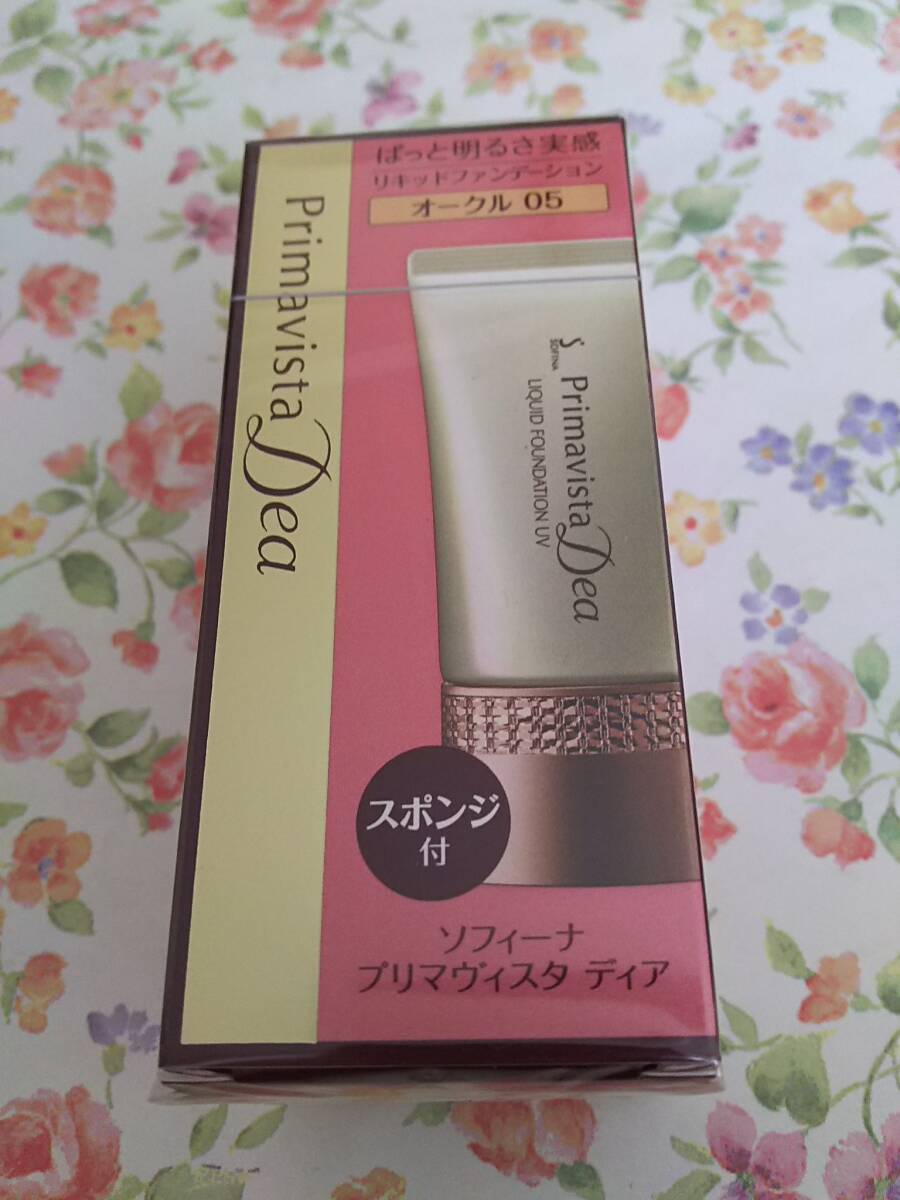 ぱっと明るさ実感
リキッドファンデーション
オークル 05
Primavista Dea
S SOFINA
Primavista Dea
LIQUID FOUNDATION UV
スポンジ
付
ソフィーナ
プリマヴィスタ ディア